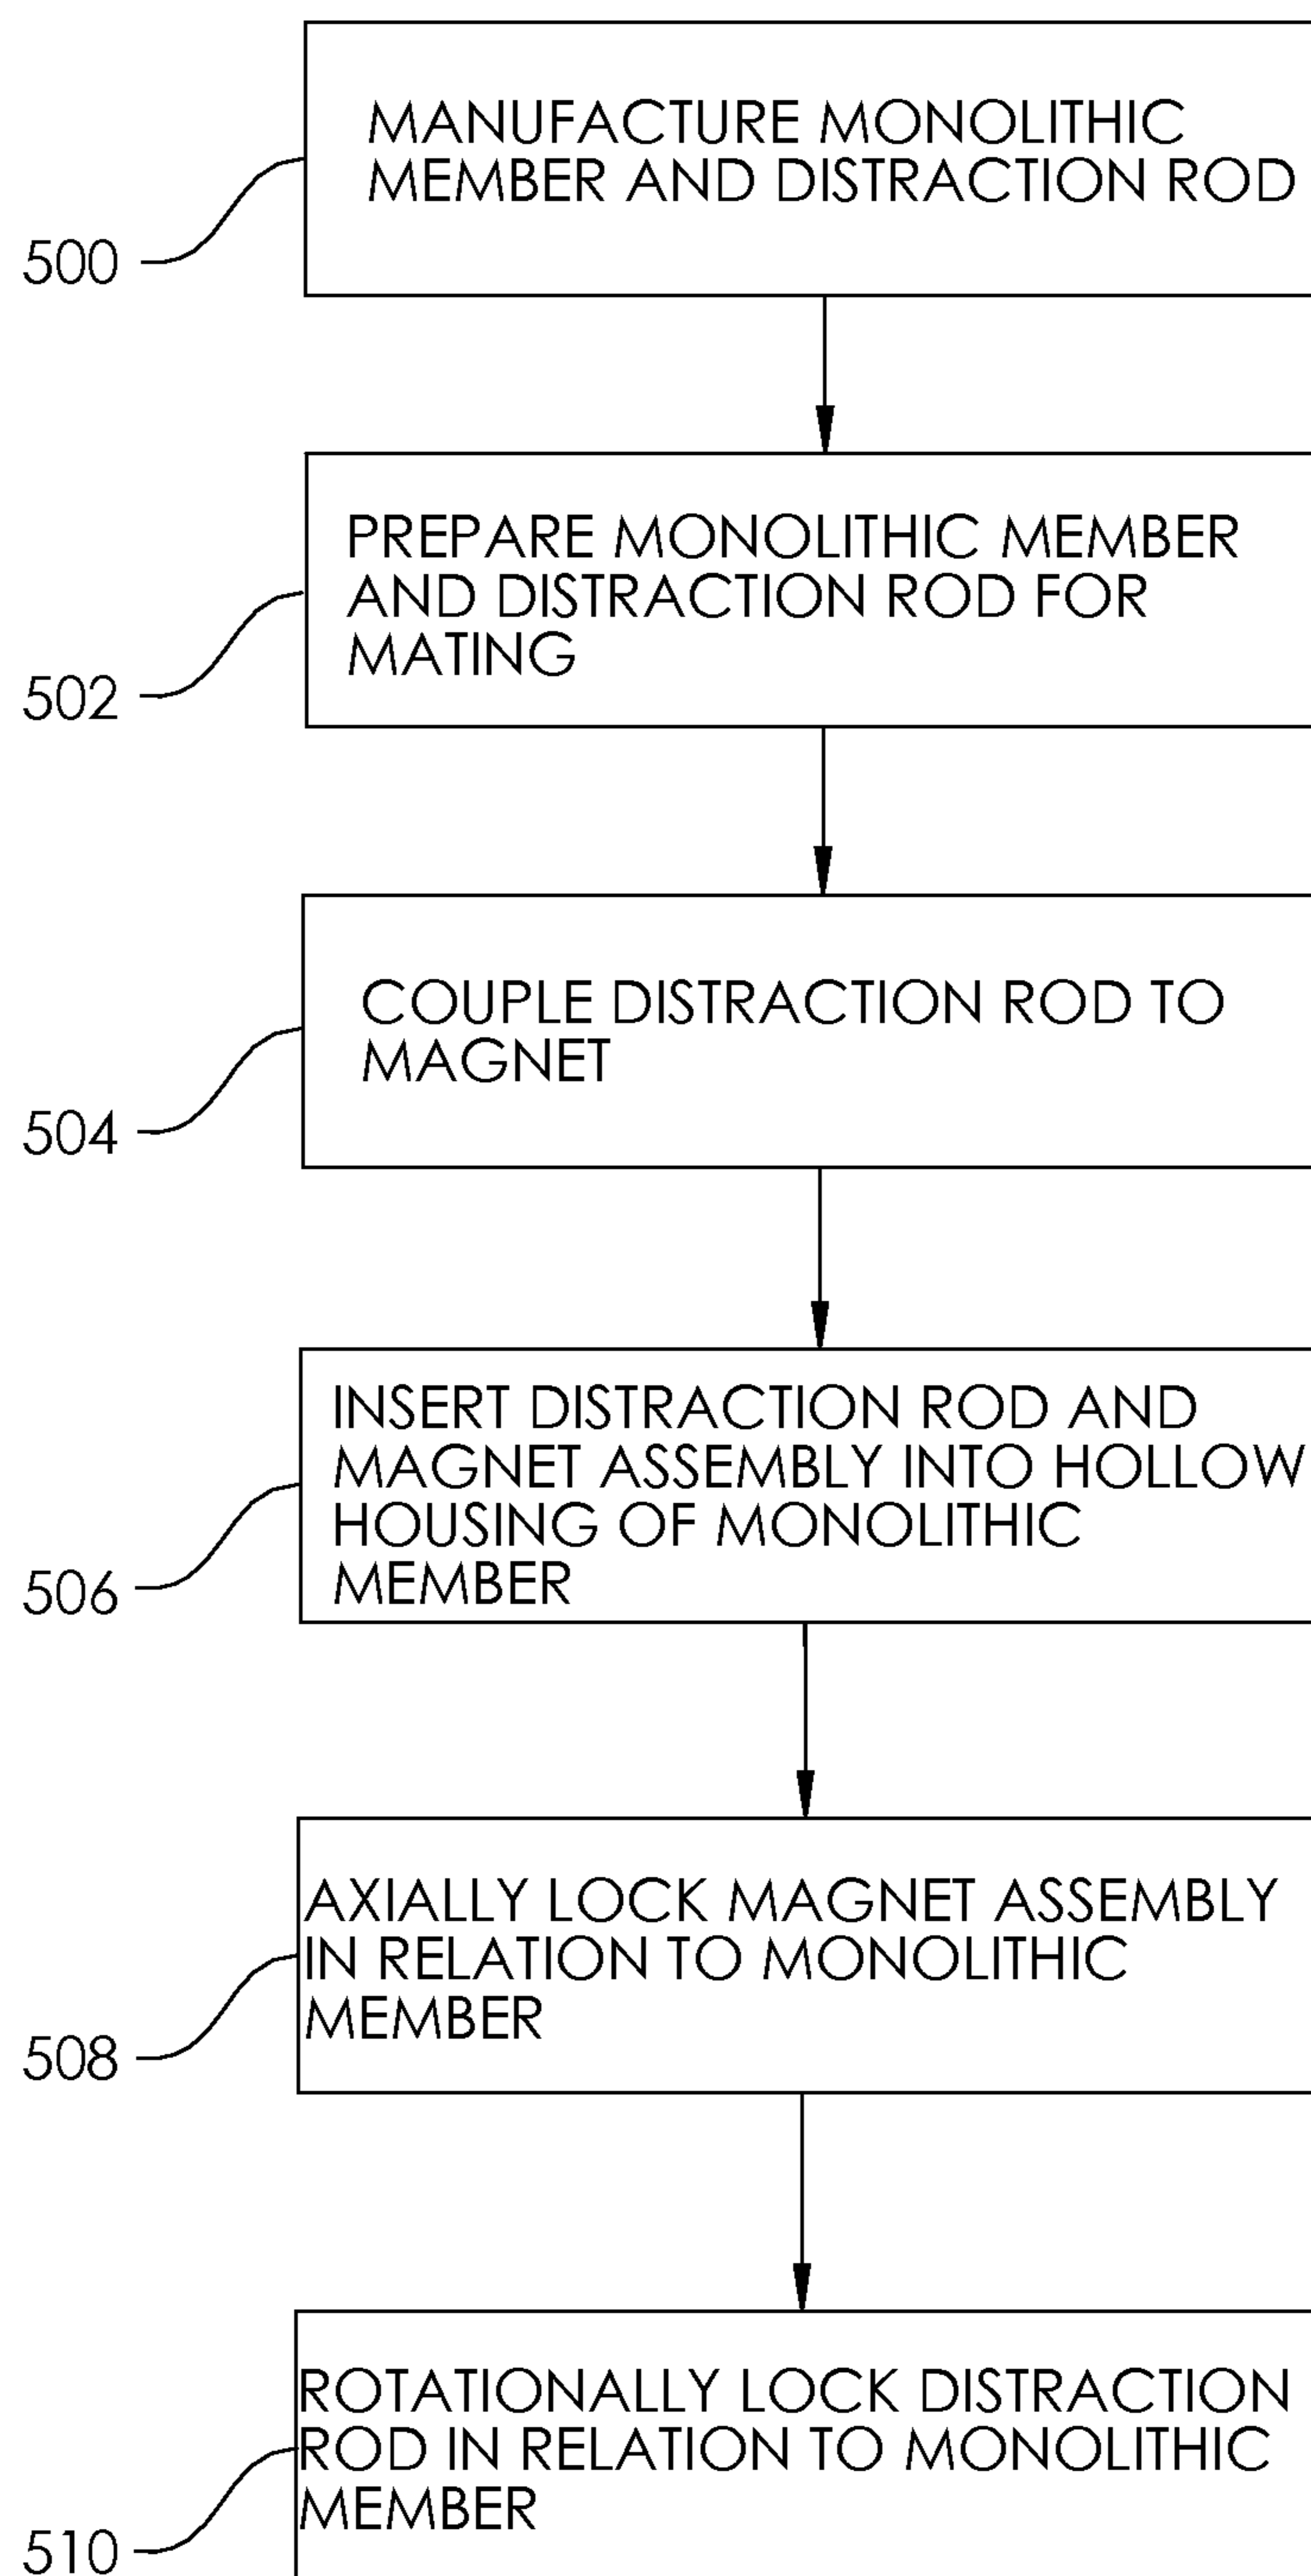 MANUFACTURE MONOLITHIC
MEMBER AND DISTRACTION ROD
500
PREPARE MONOLITHIC MEMBER
AND DISTRACTION ROD FOR
MATING
502
COUPLE DISTRACTION ROD TO
MAGNET
504
INSERT DISTRACTION ROD AND
MAGNET ASSEMBLY INTO HOLLOW
HOUSING OF MONOLITHIC
MEMBER
506
AXIALLY LOCK MAGNET ASSEMBLY
IN RELATION TO MONOLITHIC
MEMBER
508
ROTATIONALLY LOCK DISTRACTION
ROD IN RELATION TO MONOLITHIC
MEMBER
510